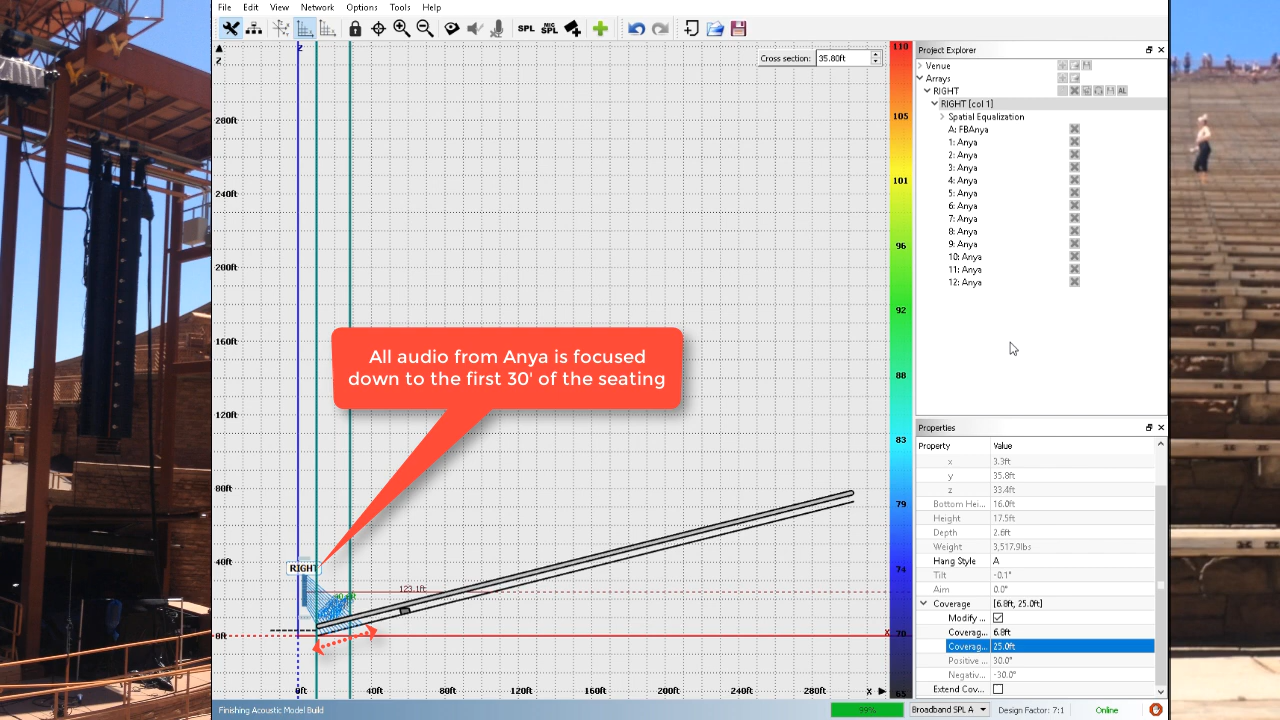 File Edit View Network Options Tools Help
SPL MIC SPL
Z
Z
Cross section: 35.80ft
280ft
240ft
200ft
160ft
120ft
80ft
40ft
0ft
All audio from Anya is focused
down to the first 30' of the seating
RIGHT
123.1ft
X
0ft 40ft 80ft 120ft 160ft 200ft 240ft 280ft X
110
105
101
96
92
88
83
79
74
70
65
Project Explorer
Venue
Arrays
RIGHT AL
RIGHT [col 1]
Spatial Equalization
A: FBAnya
1: Anya
2: Anya
3: Anya
4: Anya
5: Anya
6: Anya
7: Anya
8: Anya
9: Anya
10: Anya
11: Anya
12: Anya
Properties
Property Value
x 3.3ft
y 35.8ft
z 33.4ft
Bottom Hei... 16.0ft
Height 17.5ft
Depth 2.6ft
Weight 3,517.9lbs
Hang Style A
Tilt -0.1°
Aim 0.0°
Coverage [6.8ft, 25.0ft]
Modify ...
Coverag... 6.8ft
Coverag... 25.0ft
Positive ... 30.0°
Negativ... -30.0°
Extend Cov...
Finishing Acoustic Model Build 99% Broadband SPL A Design Factor: 7:1 Online